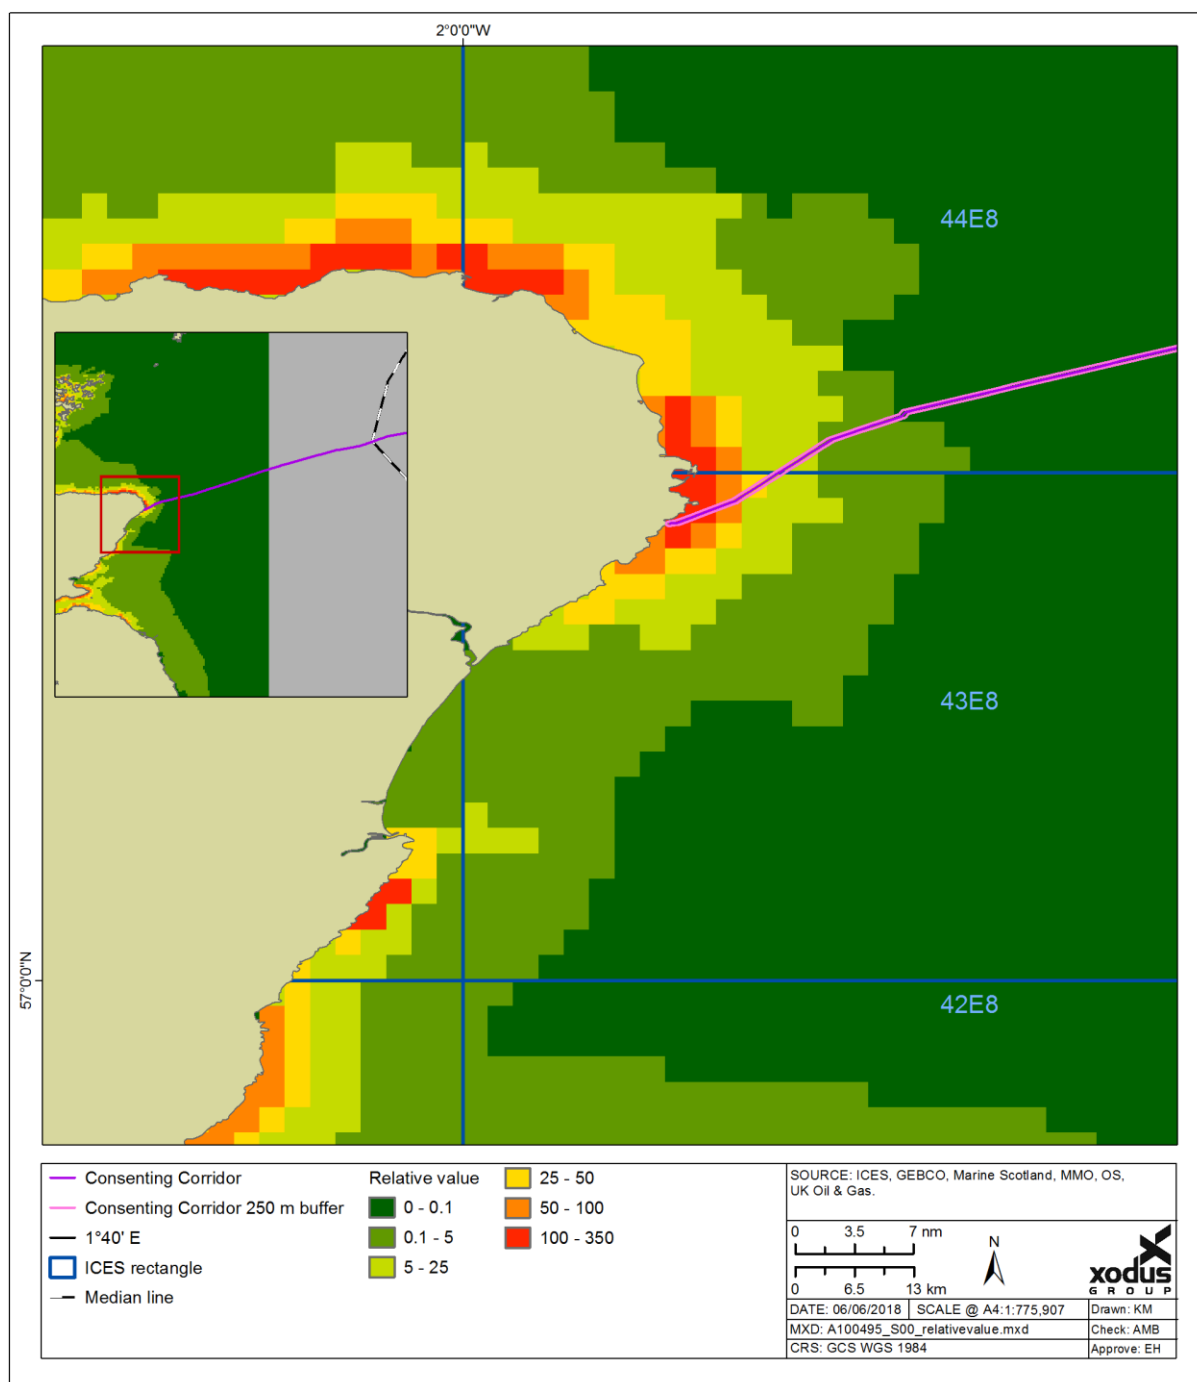 2°0'0"W
44E8
43E8
57°0'0"N
42E8
Consenting Corridor
Consenting Corridor 250 m buffer
1°40' E
ICES rectangle
Median line
Relative value
0 - 0.1
0.1 - 5
5 - 25
25 - 50
50 - 100
100 - 350
SOURCE: ICES, GEBCO, Marine Scotland, MMO, OS,
UK Oil & Gas.
0 3.5 7 nm
0 6.5 13 km
N
xodus
GROUP
DATE: 06/06/2018 SCALE @ A4:1:775,907 Drawn: KM
MXD: A100495_S00_relativevalue.mxd Check: AMB
CRS: GCS WGS 1984 Approve: EH